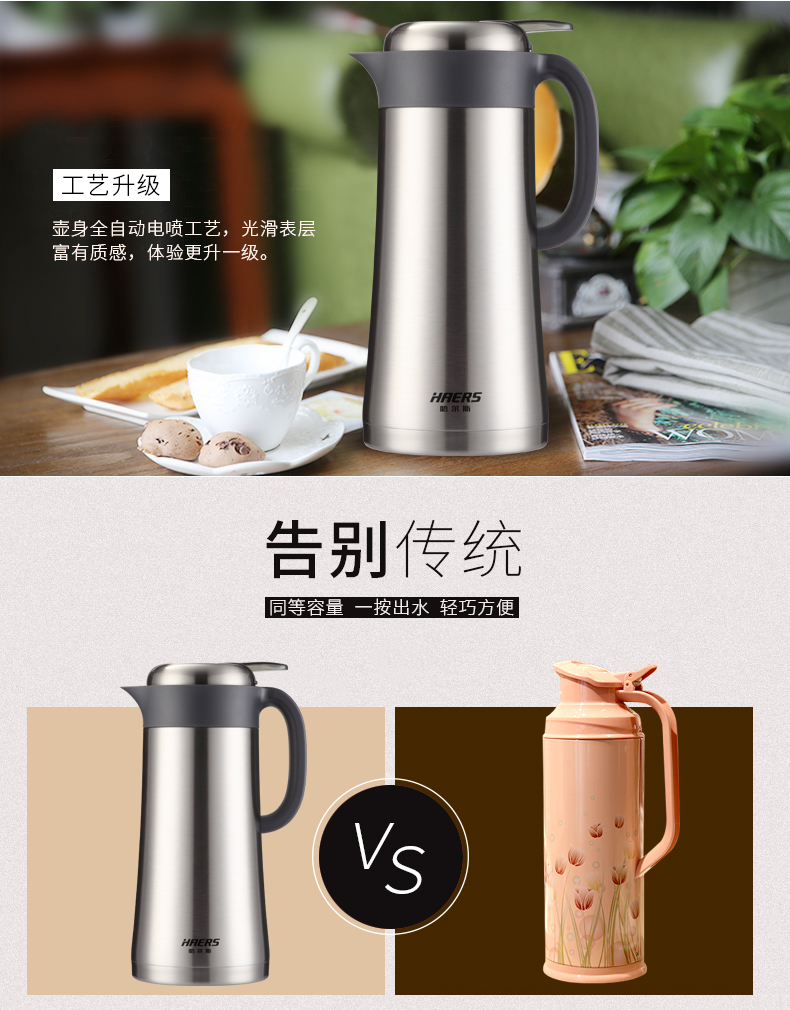 工艺升级
壶身全自动电喷工艺，光滑表层
富有质感，体验更升一级。
HAERS
哈尔斯
celebri
WOM
告别传统
同等容量 一按出水 轻巧方便
VS
HAERS
哈尔斯